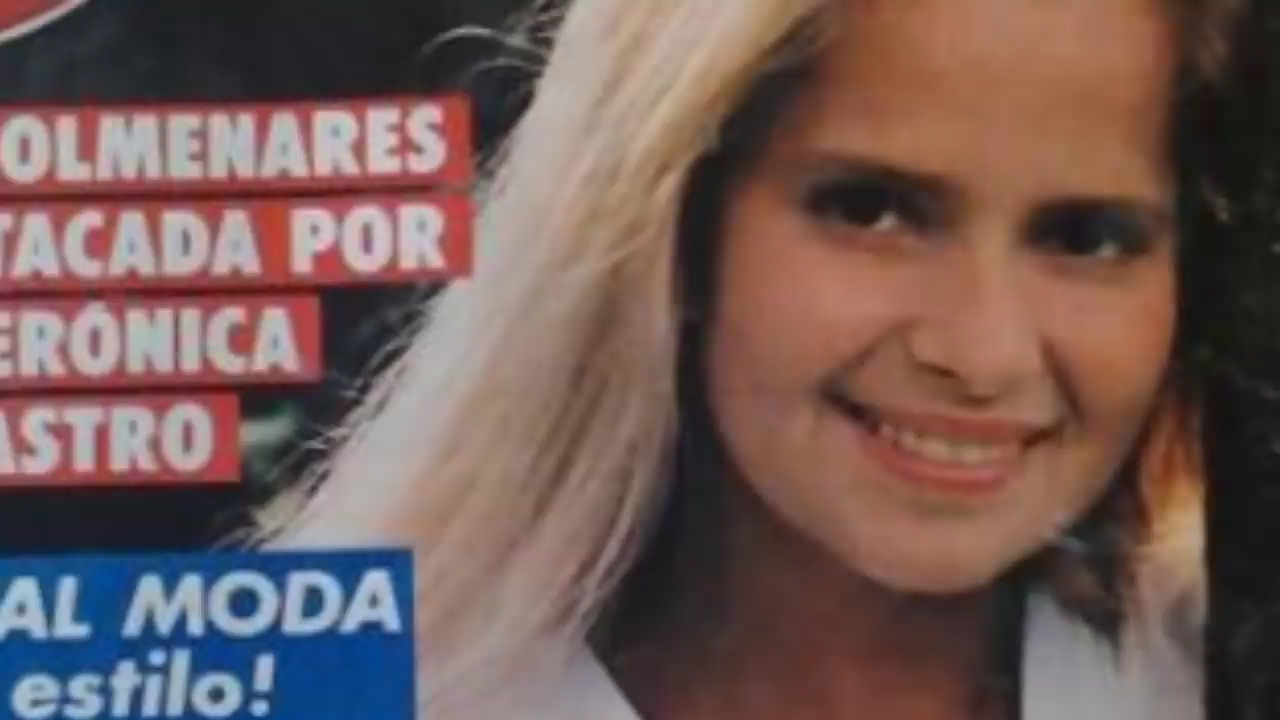 OLMENARES
TACADA POR
ERÓNICA
ASTRO
AL MODA
estilo!